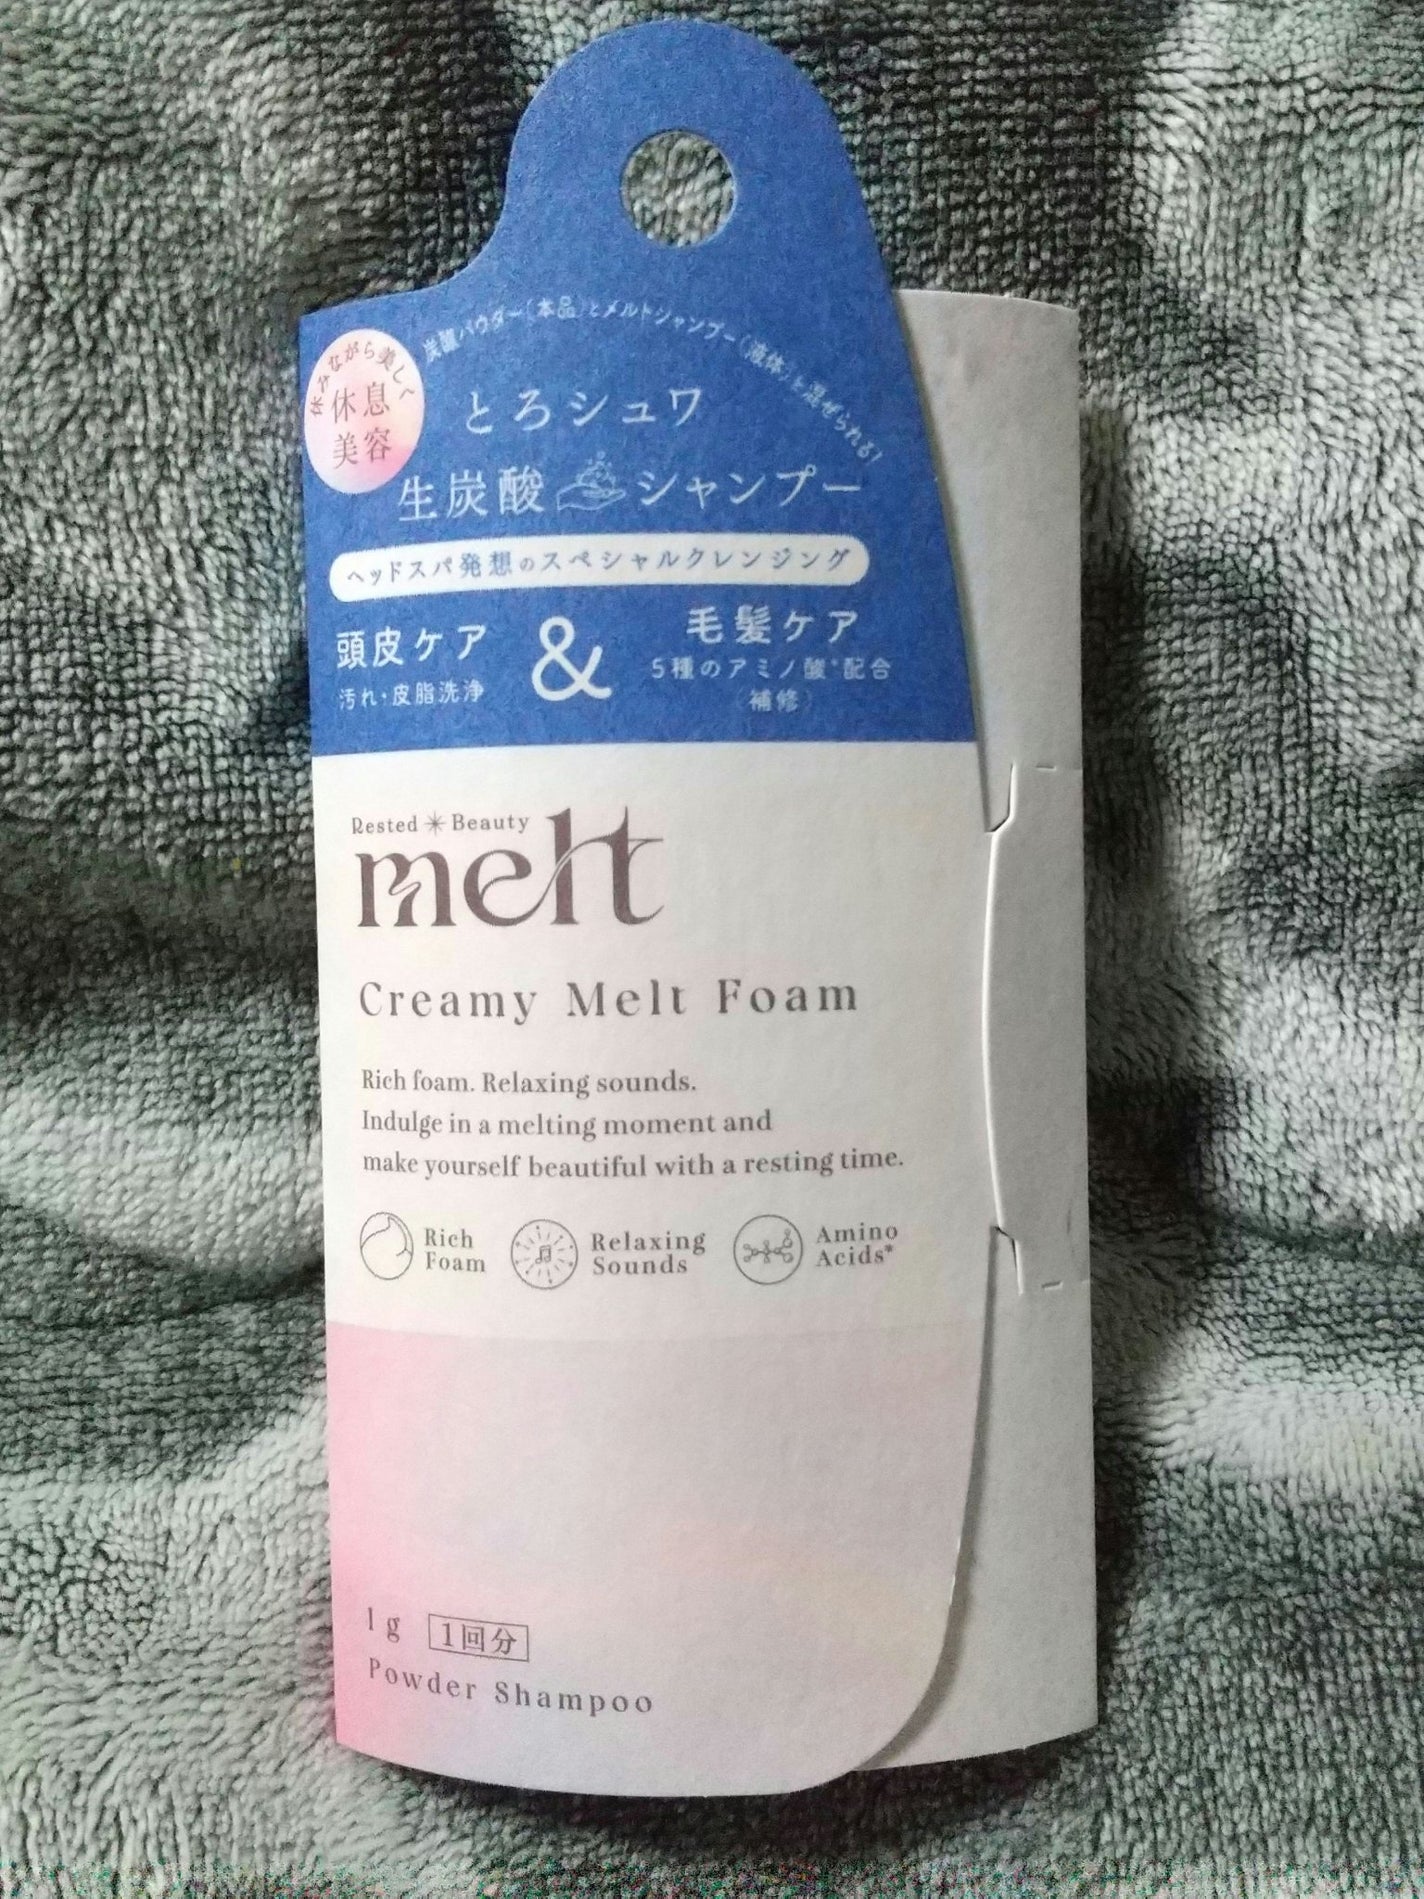 炭酸パウダー(本品)とメルトシャンプー(液体)を混ぜられる!
休みながら美しく
休息
美容
とろシュワ
生炭酸シャンプー
ヘッドスパ発想のスペシャルクレンジング
頭皮ケア
汚れ・皮脂洗浄
&
毛髪ケア
5種のアミノ酸*配合
(補修)
Rested Beauty
melt
Creamy Melt Foam
Rich foam. Relaxing sounds.
Indulge in a melting moment and
make yourself beautiful with a resting time.
Rich
Foam
Relaxing
Sounds
Amino
Acids*
1g 1回分
Powder Shampoo